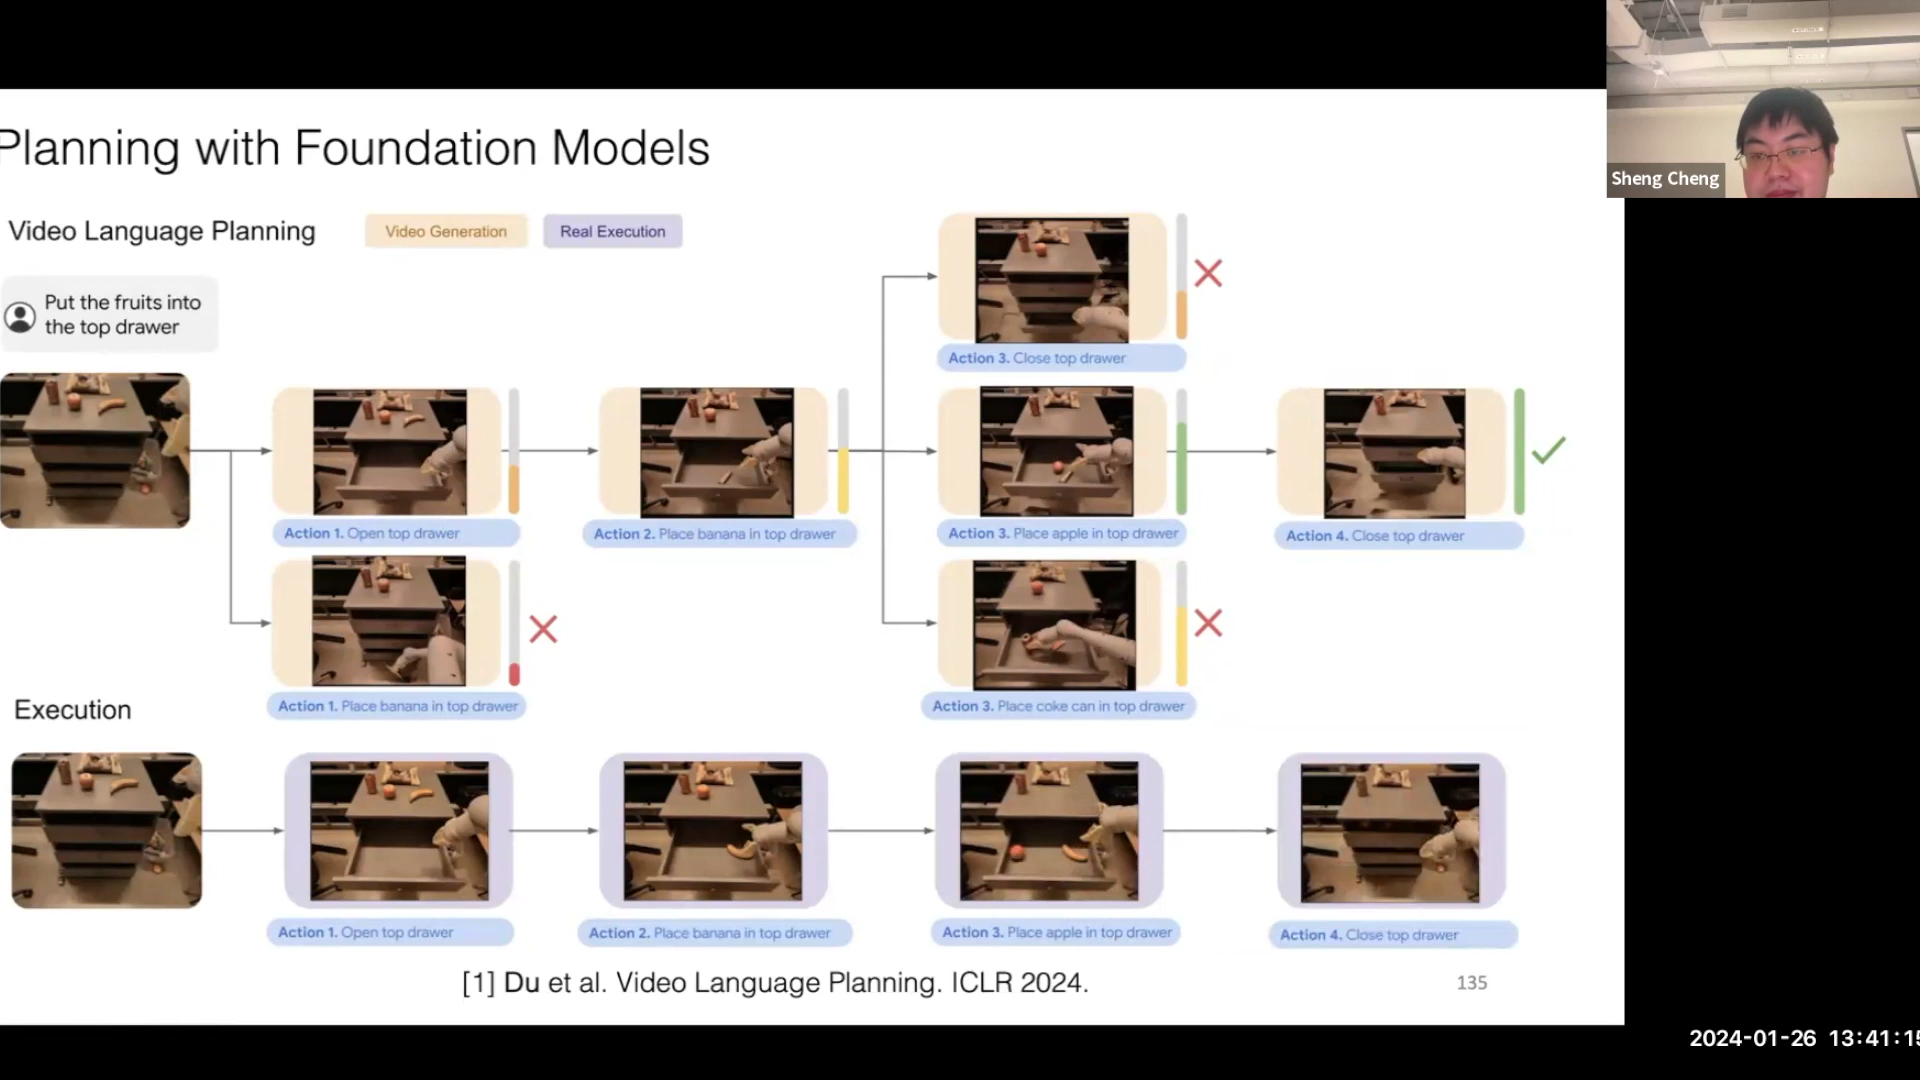 Planning with Foundation Models
Sheng Cheng
Video Language Planning
Video Generation
Real Execution
Put the fruits into
the top drawer
Action 3. Close top drawer
Action 1. Open top drawer
Action 2. Place banana in top drawer
Action 3. Place apple in top drawer
Action 4. Close top drawer
Action 1. Place banana in top drawer
Action 3. Place coke can in top drawer
Execution
Action 1. Open top drawer
Action 2. Place banana in top drawer
Action 3. Place apple in top drawer
Action 4. Close top drawer
[1] Du et al. Video Language Planning. ICLR 2024.
135
2024-01-26 13:41:15